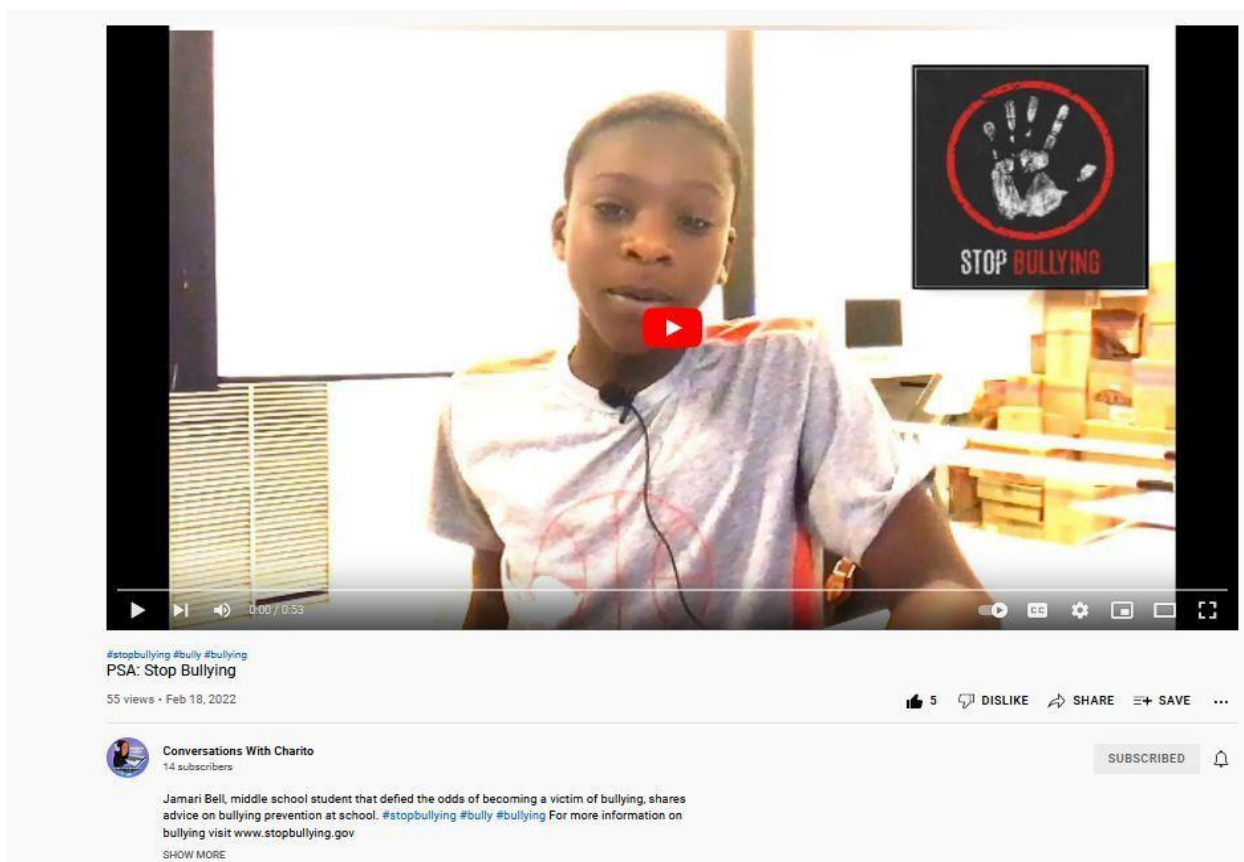 STOP BULLYING
0:00 / 0:53
CC
#stopbullying #bully #bullying
PSA: Stop Bullying
55 views • Feb 18, 2022
5 DISLIKE SHARE SAVE ...
Conversations With Charito
14 subscribers
SUBSCRIBED
Jamari Bell, middle school student that defied the odds of becoming a victim of bullying, shares
advice on bullying prevention at school. #stopbullying #bully #bullying For more information on
bullying visit www.stopbullying.gov
SHOW MORE